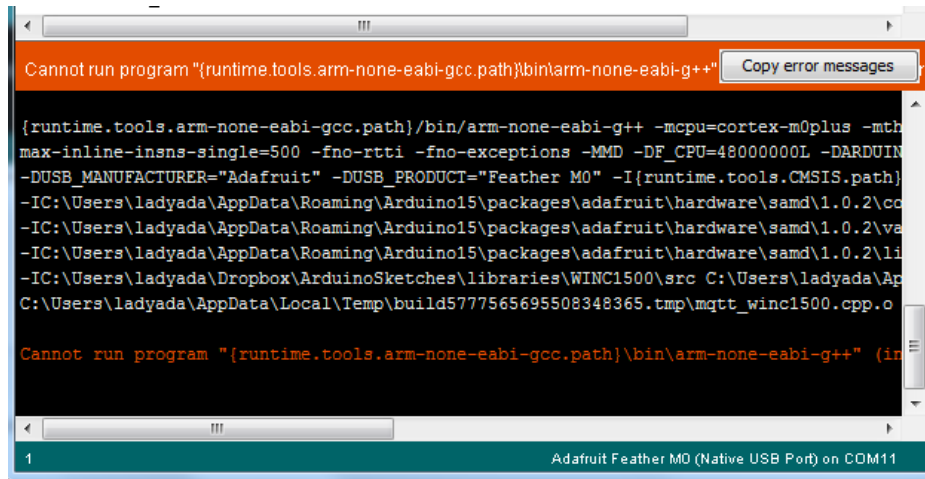 Cannot run program "{runtime.tools.arm-none-eabi-gcc.path}\bin\arm-none-eabi-g++"
Copy error messages
{runtime.tools.arm-none-eabi-gcc.path}/bin/arm-none-eabi-g++ -mcpu=cortex-m0plus -mth
max-inline-insns-single=500 -fno-rtti -fno-exceptions -MMD -DF_CPU=48000000L -DARDUIN
-DUSB_MANUFACTURER="Adafruit" -DUSB_PRODUCT="Feather M0" -I{runtime.tools.CMSIS.path}
-IC:\Users\ladyada\AppData\Roaming\Arduino15\packages\adafruit\hardware\samd\1.0.2\co
-IC:\Users\ladyada\AppData\Roaming\Arduino15\packages\adafruit\hardware\samd\1.0.2\va
-IC:\Users\ladyada\AppData\Roaming\Arduino15\packages\adafruit\hardware\samd\1.0.2\li
-IC:\Users\ladyada\Dropbox\ArduinoSketches\libraries\WINC1500\src C:\Users\ladyada\Ap
C:\Users\ladyada\AppData\Local\Temp\build5777565695508348365.tmp\mqtt_winc1500.cpp.o
Cannot run program "{runtime.tools.arm-none-eabi-gcc.path}\bin\arm-none-eabi-g++" (in
1
Adafruit Feather M0 (Native USB Port) on COM11